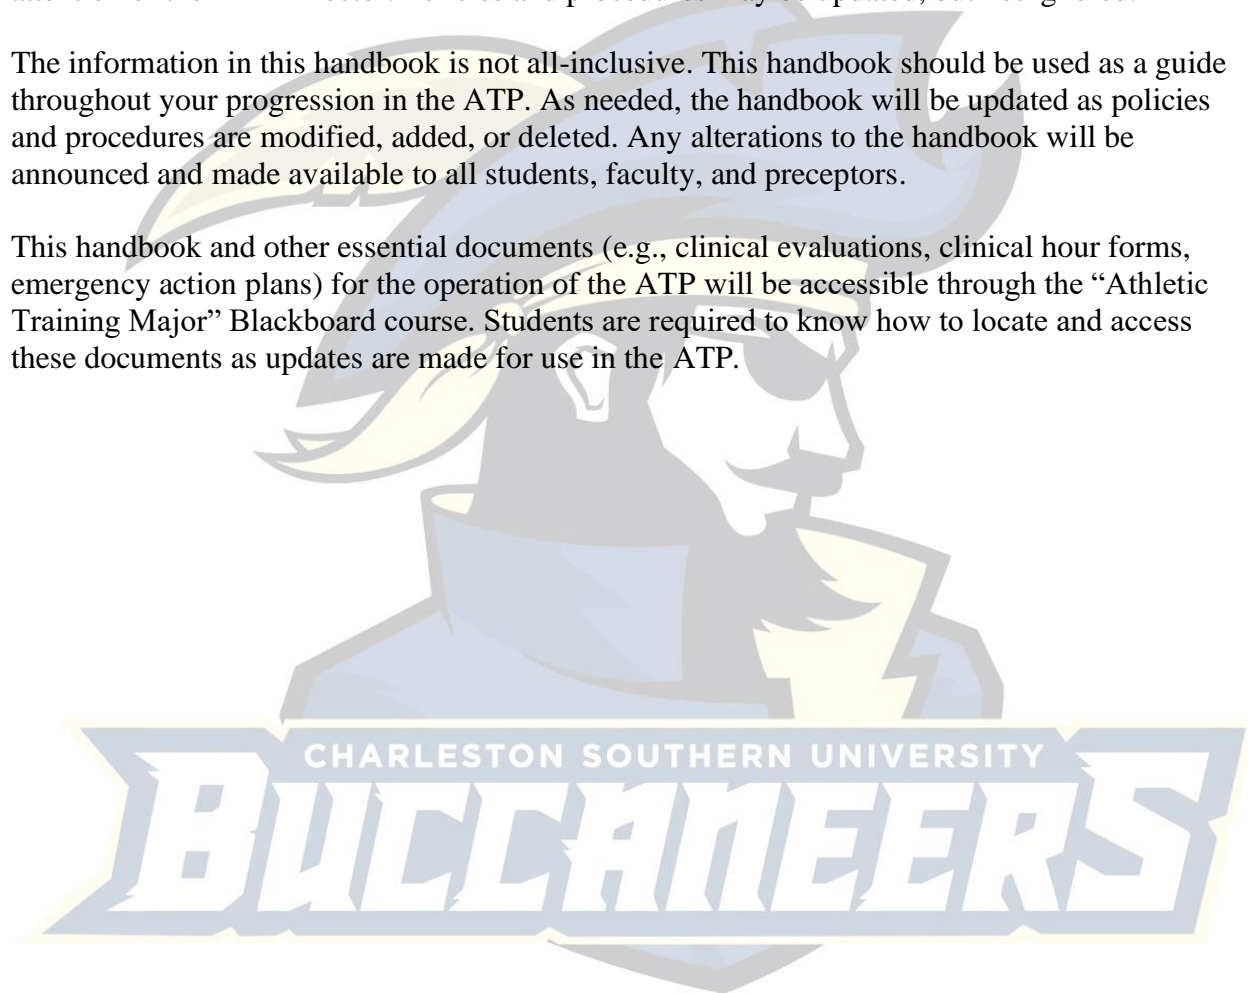 The information in this handbook is not all-inclusive. This handbook should be used as a guide
throughout your progression in the ATP. As needed, the handbook will be updated as policies
and procedures are modified, added, or deleted. Any alterations to the handbook will be
announced and made available to all students, faculty, and preceptors.
This handbook and other essential documents (e.g., clinical evaluations, clinical hour forms,
emergency action plans) for the operation of the ATP will be accessible through the “Athletic
Training Major” Blackboard course. Students are required to know how to locate and access
these documents as updates are made for use in the ATP.
CHARLESTON SOUTHERN UNIVERSITY
BUCCANEERS